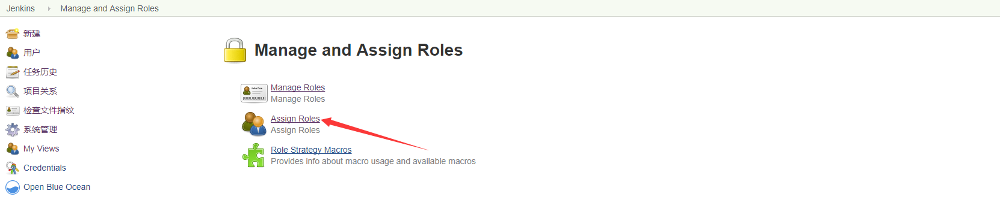 Jenkins
Manage and Assign Roles
新建
用户
任务历史
项目关系
检查文件指纹
系统管理
My Views
Credentials
Open Blue Ocean
Manage and Assign Roles
John Doe
Manage Roles
Manage Roles
Assign Roles
Assign Roles
Role Strategy Macros
Provides info about macro usage and available macros